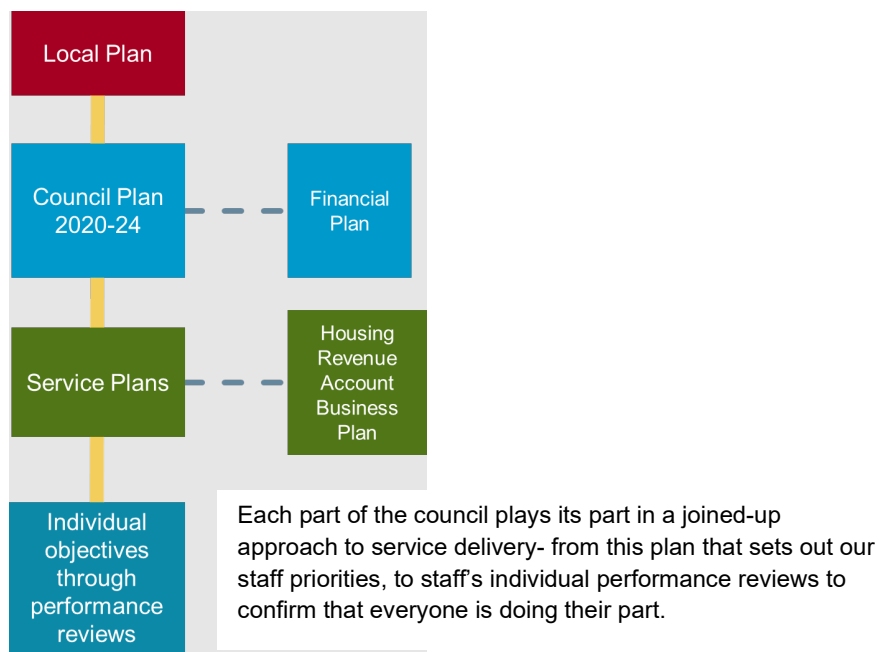 Local Plan
Council Plan
2020-24
Financial
Plan
Service Plans
Housing
Revenue
Account
Business
Plan
Individual
objectives
through
performance
reviews
Each part of the council plays its part in a joined-up
approach to service delivery- from this plan that sets out our
staff priorities, to staff’s individual performance reviews to
confirm that everyone is doing their part.